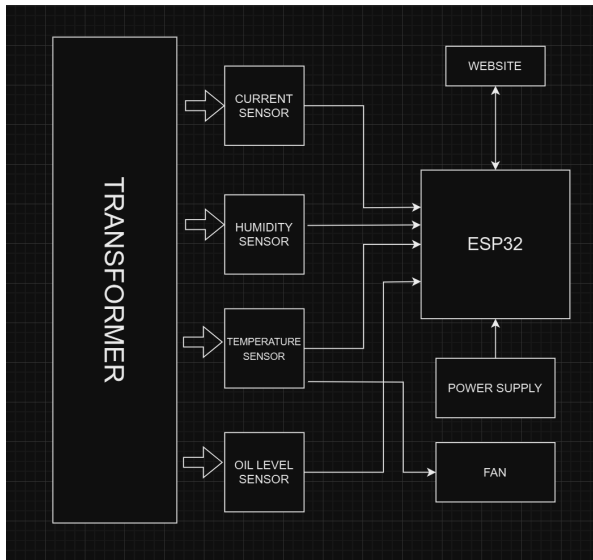 TRANSFORMER
CURRENT
SENSOR
HUMIDITY
SENSOR
TEMPERATURE
SENSOR
OIL LEVEL
SENSOR
WEBSITE
ESP32
POWER SUPPLY
FAN